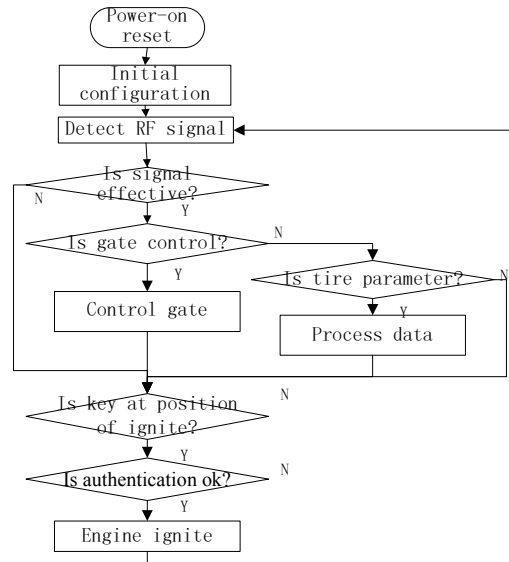 Power-on
reset
Initial
configuration
Detect RF signal
Is signal
effective?
N
Y
Is gate control?
N
Y
Is tire parameter?
N
Y
Control gate
Process data
Is key at position
of ignite?
N
Y
Is authentication ok?
N
Y
Engine ignite